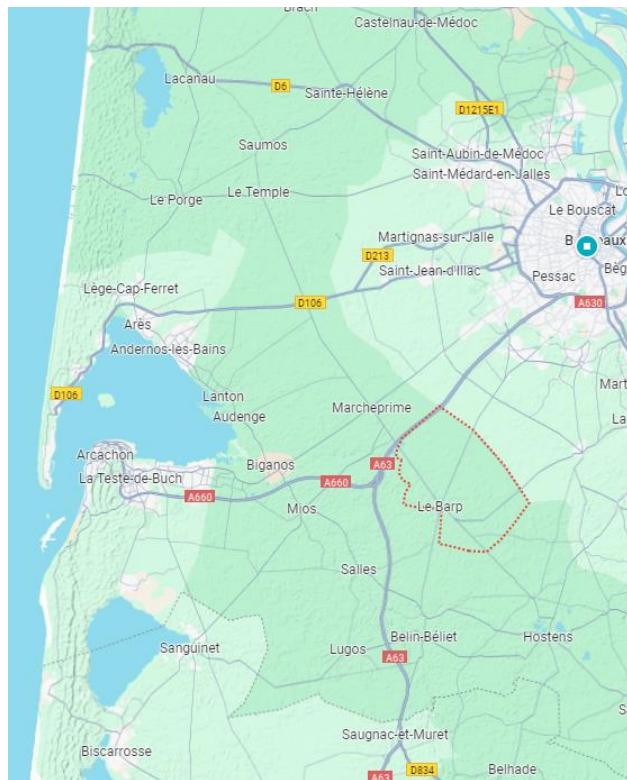 Brach
Castelnau-de-Médoc
Lacanau
D6
Sainte-Hélène
D1215E1
Saumos
Saint-Aubin-de-Médoc
Saint-Médard-en-Jalles
Le Temple
Le Porge
Le Bouscat
Martignas-sur-Jalle
D213
Saint-Jean-d'Illac
Pessac
Lège-Cap-Ferret
D106
A630
Arès
Andernos-les-Bains
D106
Lanton
Audenge
Marcheprime
Arcachon
La Teste-de-Buch
Biganos
A63
A660
A660
Mios
Le Barp
Salles
Sanguinet
Lugos
Belin-Béliet
Hostens
A63
Saugnac-et-Muret
Biscarrosse
D834
Belhade
A63